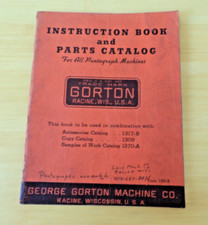 INSTRUCTION BOOK
and
PARTS CATALOG
For All Pantograph Machines
TRADE MARK
GORTON
RACINE, WIS., U.S.A.
This book to be used in combination with:
Accessories Catalog 1317-B
Copy Catalog 1309
Samples of Work Catalog 1370-A
GEORGE GORTON MACHINE CO.
RACINE, WISCONSIN, U.S.A.